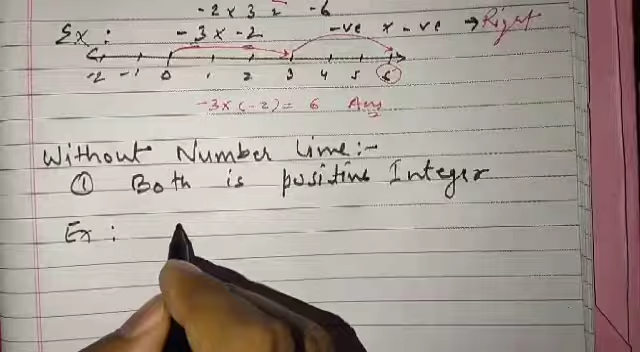 -2 x 3 = -6
Ex : -3 x -2 -ve x -ve → Right
-2 -1 0 1 2 3 4 5 6
-3 x (-2) = 6 Ans
Without Number Line :-
① Both is positive Integer
Ex :